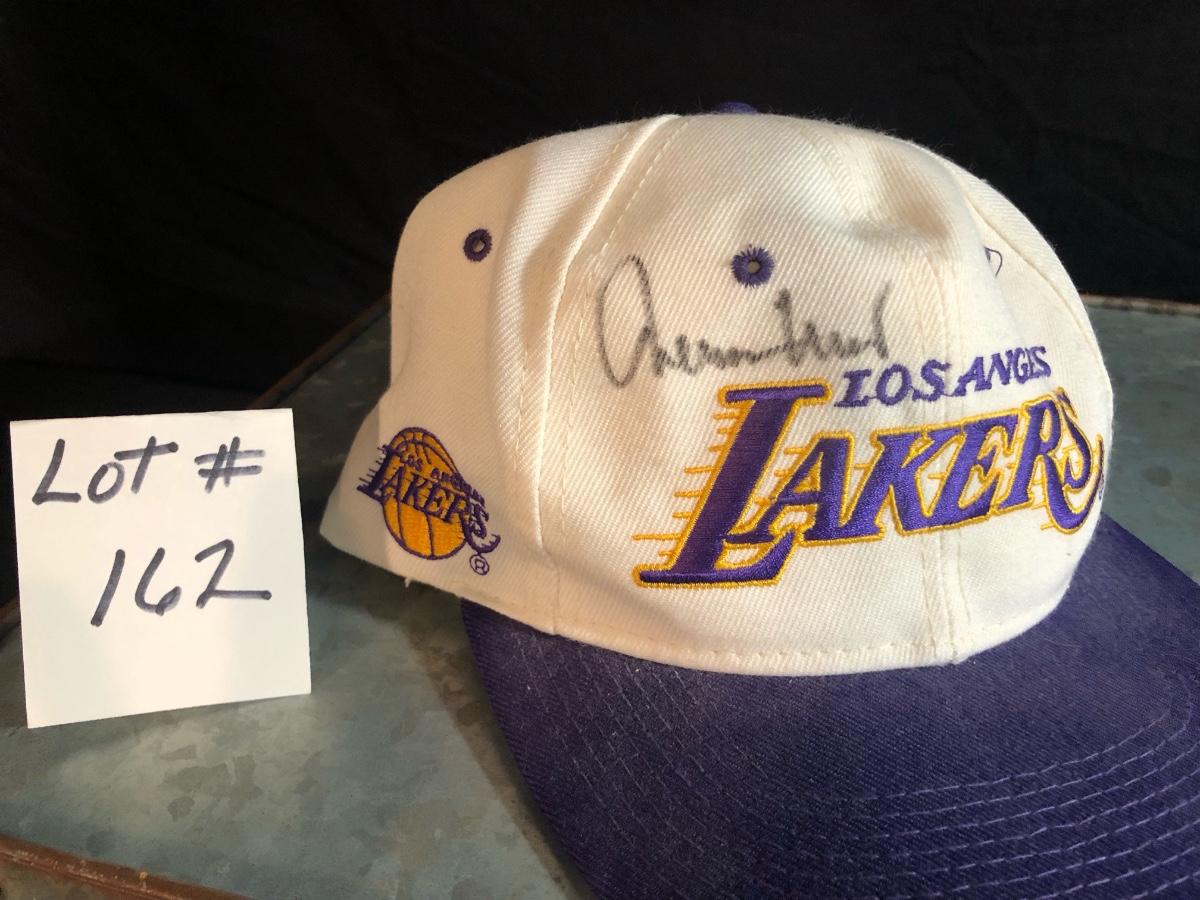 LOT #
162
LOS ANGELES
LAKERS
LOS ANGELES
LAKERS
®